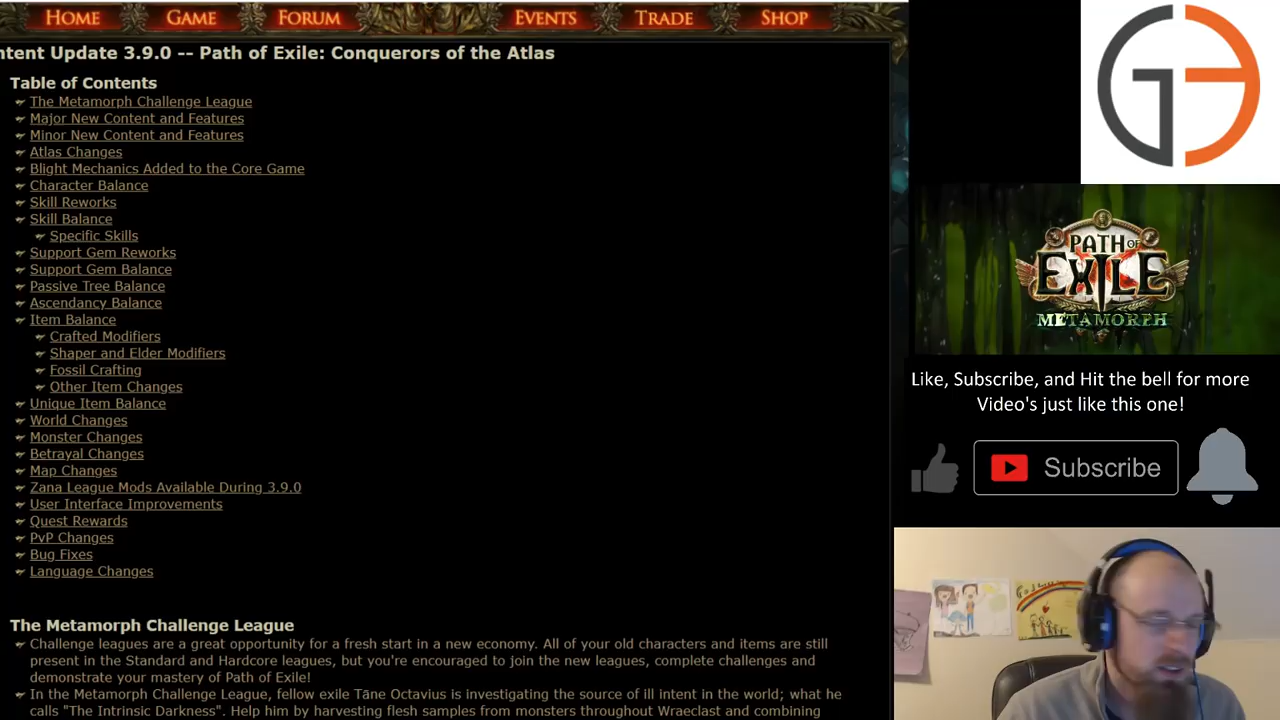 HOME GAME FORUM EVENTS TRADE SHOP
ntent Update 3.9.0 -- Path of Exile: Conquerors of the Atlas
Table of Contents
The Metamorph Challenge League
Major New Content and Features
Minor New Content and Features
Atlas Changes
Blight Mechanics Added to the Core Game
Character Balance
Skill Reworks
Skill Balance
Specific Skills
Support Gem Reworks
Support Gem Balance
Passive Tree Balance
Ascendancy Balance
Item Balance
Crafted Modifiers
Shaper and Elder Modifiers
Fossil Crafting
Other Item Changes
Unique Item Balance
World Changes
Monster Changes
Betrayal Changes
Map Changes
Zana League Mods Available During 3.9.0
User Interface Improvements
Quest Rewards
PvP Changes
Bug Fixes
Language Changes
The Metamorph Challenge League
Challenge leagues are a great opportunity for a fresh start in a new economy. All of your old characters and items are still
present in the Standard and Hardcore leagues, but you're encouraged to join the new leagues, complete challenges and
demonstrate your mastery of Path of Exile!
In the Metamorph Challenge League, fellow exile Tāne Octavius is investigating the source of ill intent in the world; what he
calls "The Intrinsic Darkness". Help him by harvesting flesh samples from monsters throughout Wraeclast and combining
PATH OF
EXILE
METAMORPH
Like, Subscribe, and Hit the bell for more
Video's just like this one!
Subscribe